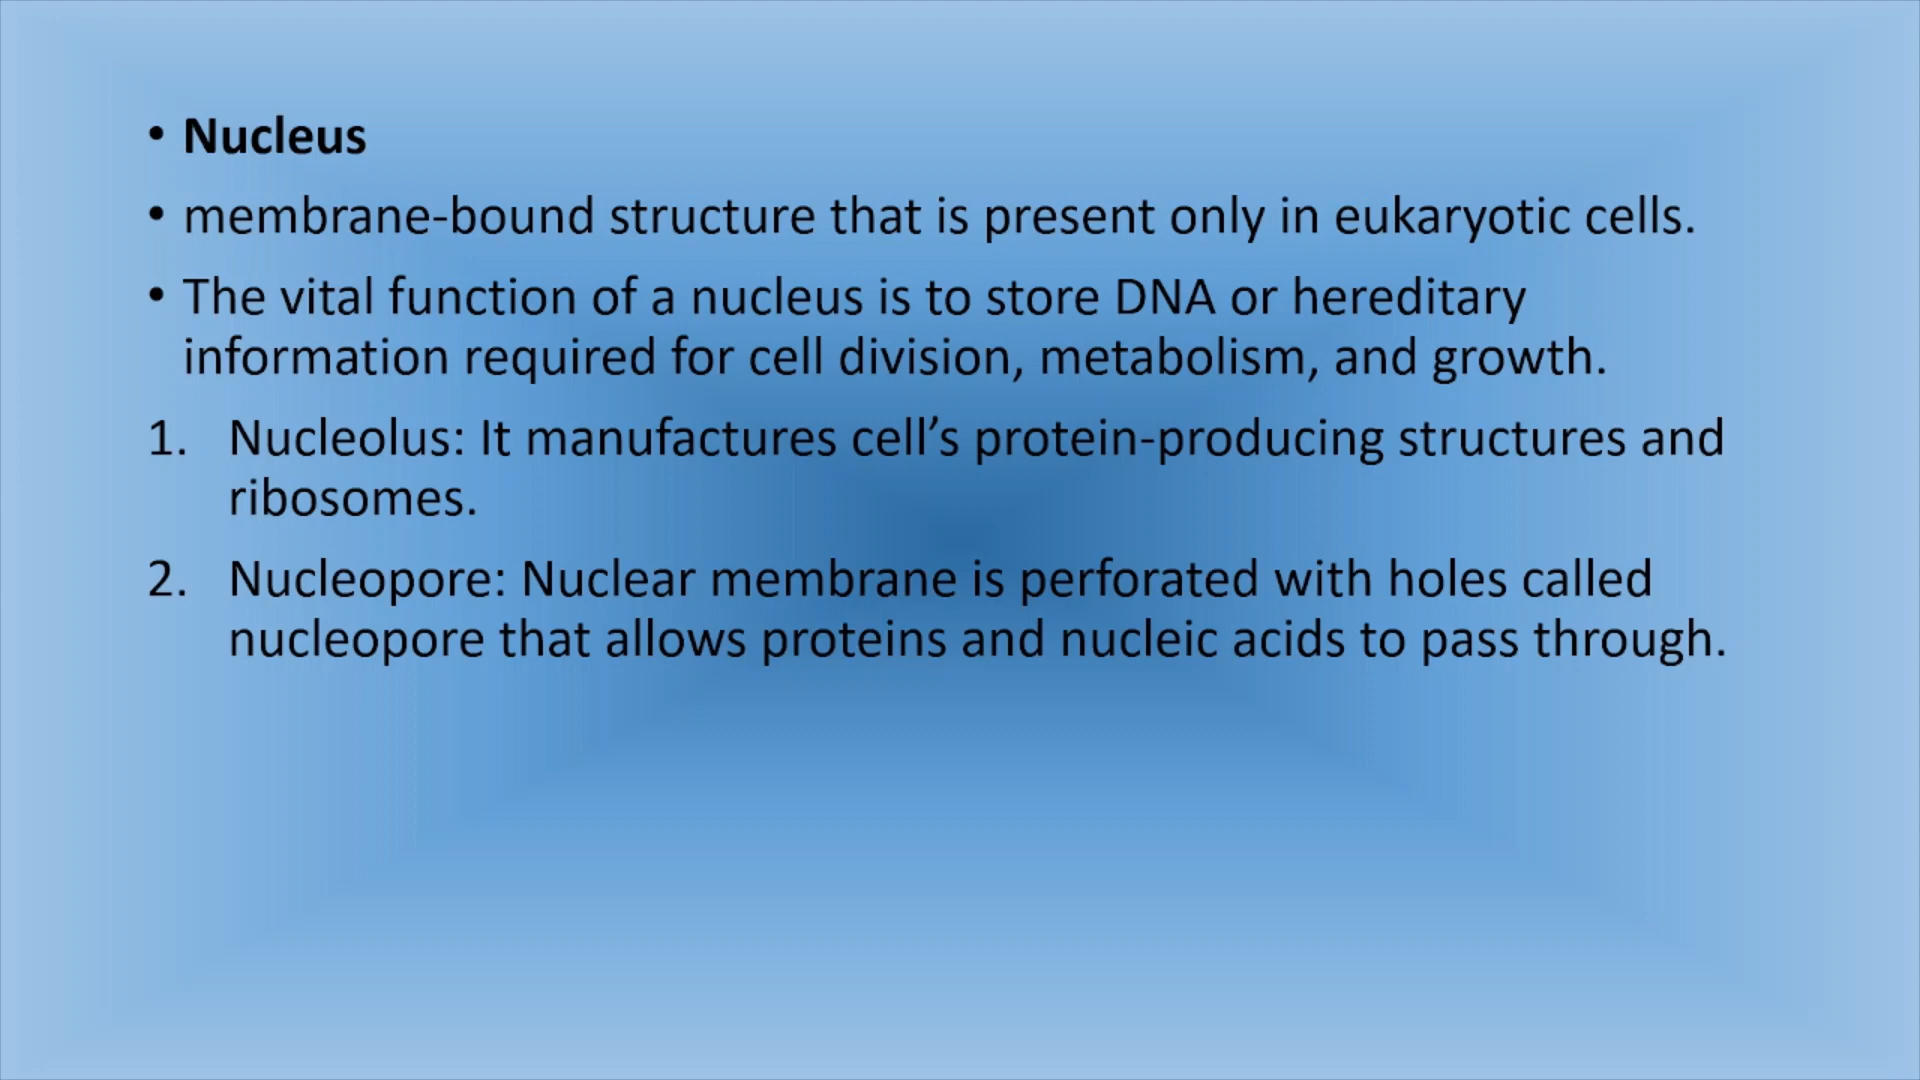 • Nucleus
• membrane-bound structure that is present only in eukaryotic cells.
• The vital function of a nucleus is to store DNA or hereditary
information required for cell division, metabolism, and growth.
1. Nucleolus: It manufactures cell’s protein-producing structures and
ribosomes.
2. Nucleopore: Nuclear membrane is perforated with holes called
nucleopore that allows proteins and nucleic acids to pass through.